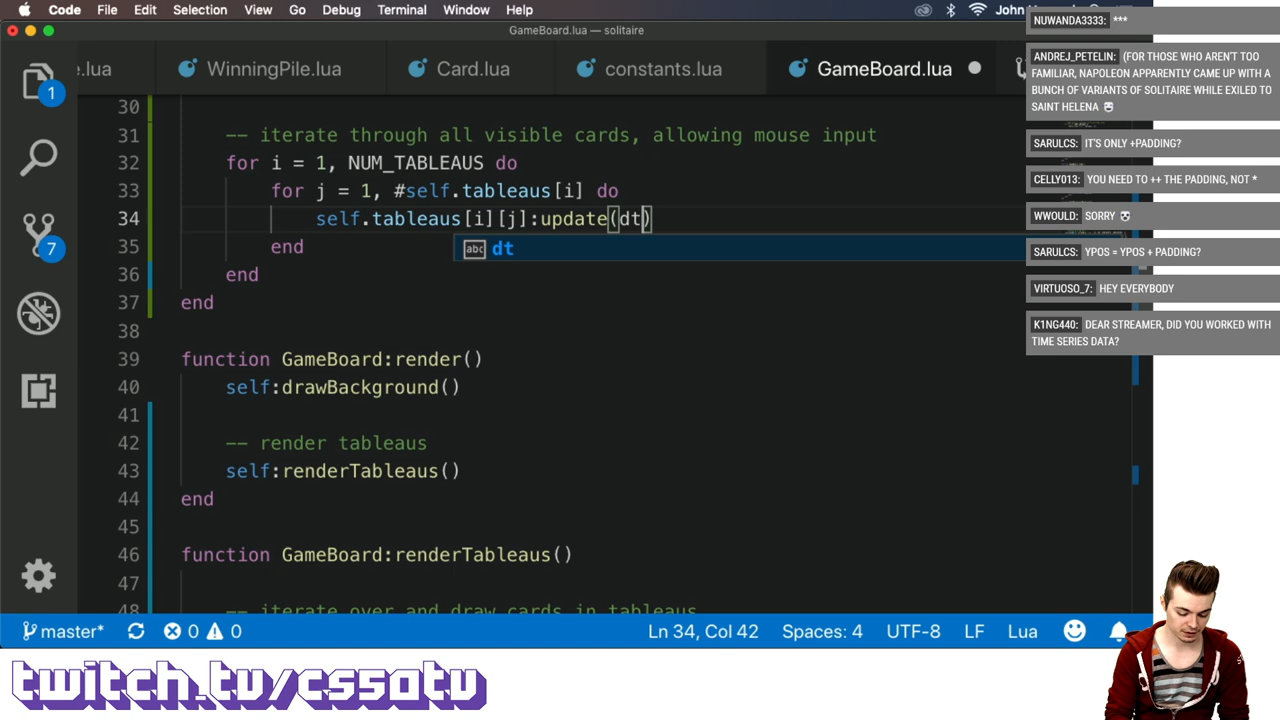 Code File Edit Selection View Go Debug Terminal Window Help
GameBoard.lua — solitaire
e.lua WinningPile.lua Card.lua constants.lua GameBoard.lua
1
7
30
31 -- iterate through all visible cards, allowing mouse input
32 for i = 1, NUM_TABLEAUS do
33 for j = 1, #self.tableaus[i] do
34 self.tableaus[i][j]:update(dt)
abc dt
35 end
36 end
37 end
38
39 function GameBoard:render()
40 self:drawBackground()
41
42 -- render tableaus
43 self:renderTableaus()
44 end
45
46 function GameBoard:renderTableaus()
47
48 -- iterate over and draw cards in tableaus
master* 0 0 Ln 34, Col 42 Spaces: 4 UTF-8 LF Lua
NUWANDA3333: ***
ANDREJ_PETELIN: (FOR THOSE WHO AREN'T TOO
FAMILIAR, NAPOLEON APPARENTLY CAME UP WITH A
BUNCH OF VARIANTS OF SOLITAIRE WHILE EXILED TO
SAINT HELENA
SARULCS: IT'S ONLY +PADDING?
CELLY013: YOU NEED TO ++ THE PADDING, NOT *
WWOULD: SORRY
SARULCS: YPOS = YPOS + PADDING?
VIRTUOSO_7: HEY EVERYBODY
K1NG440: DEAR STREAMER, DID YOU WORKED WITH
TIME SERIES DATA?
twitch.tv/cs50tv